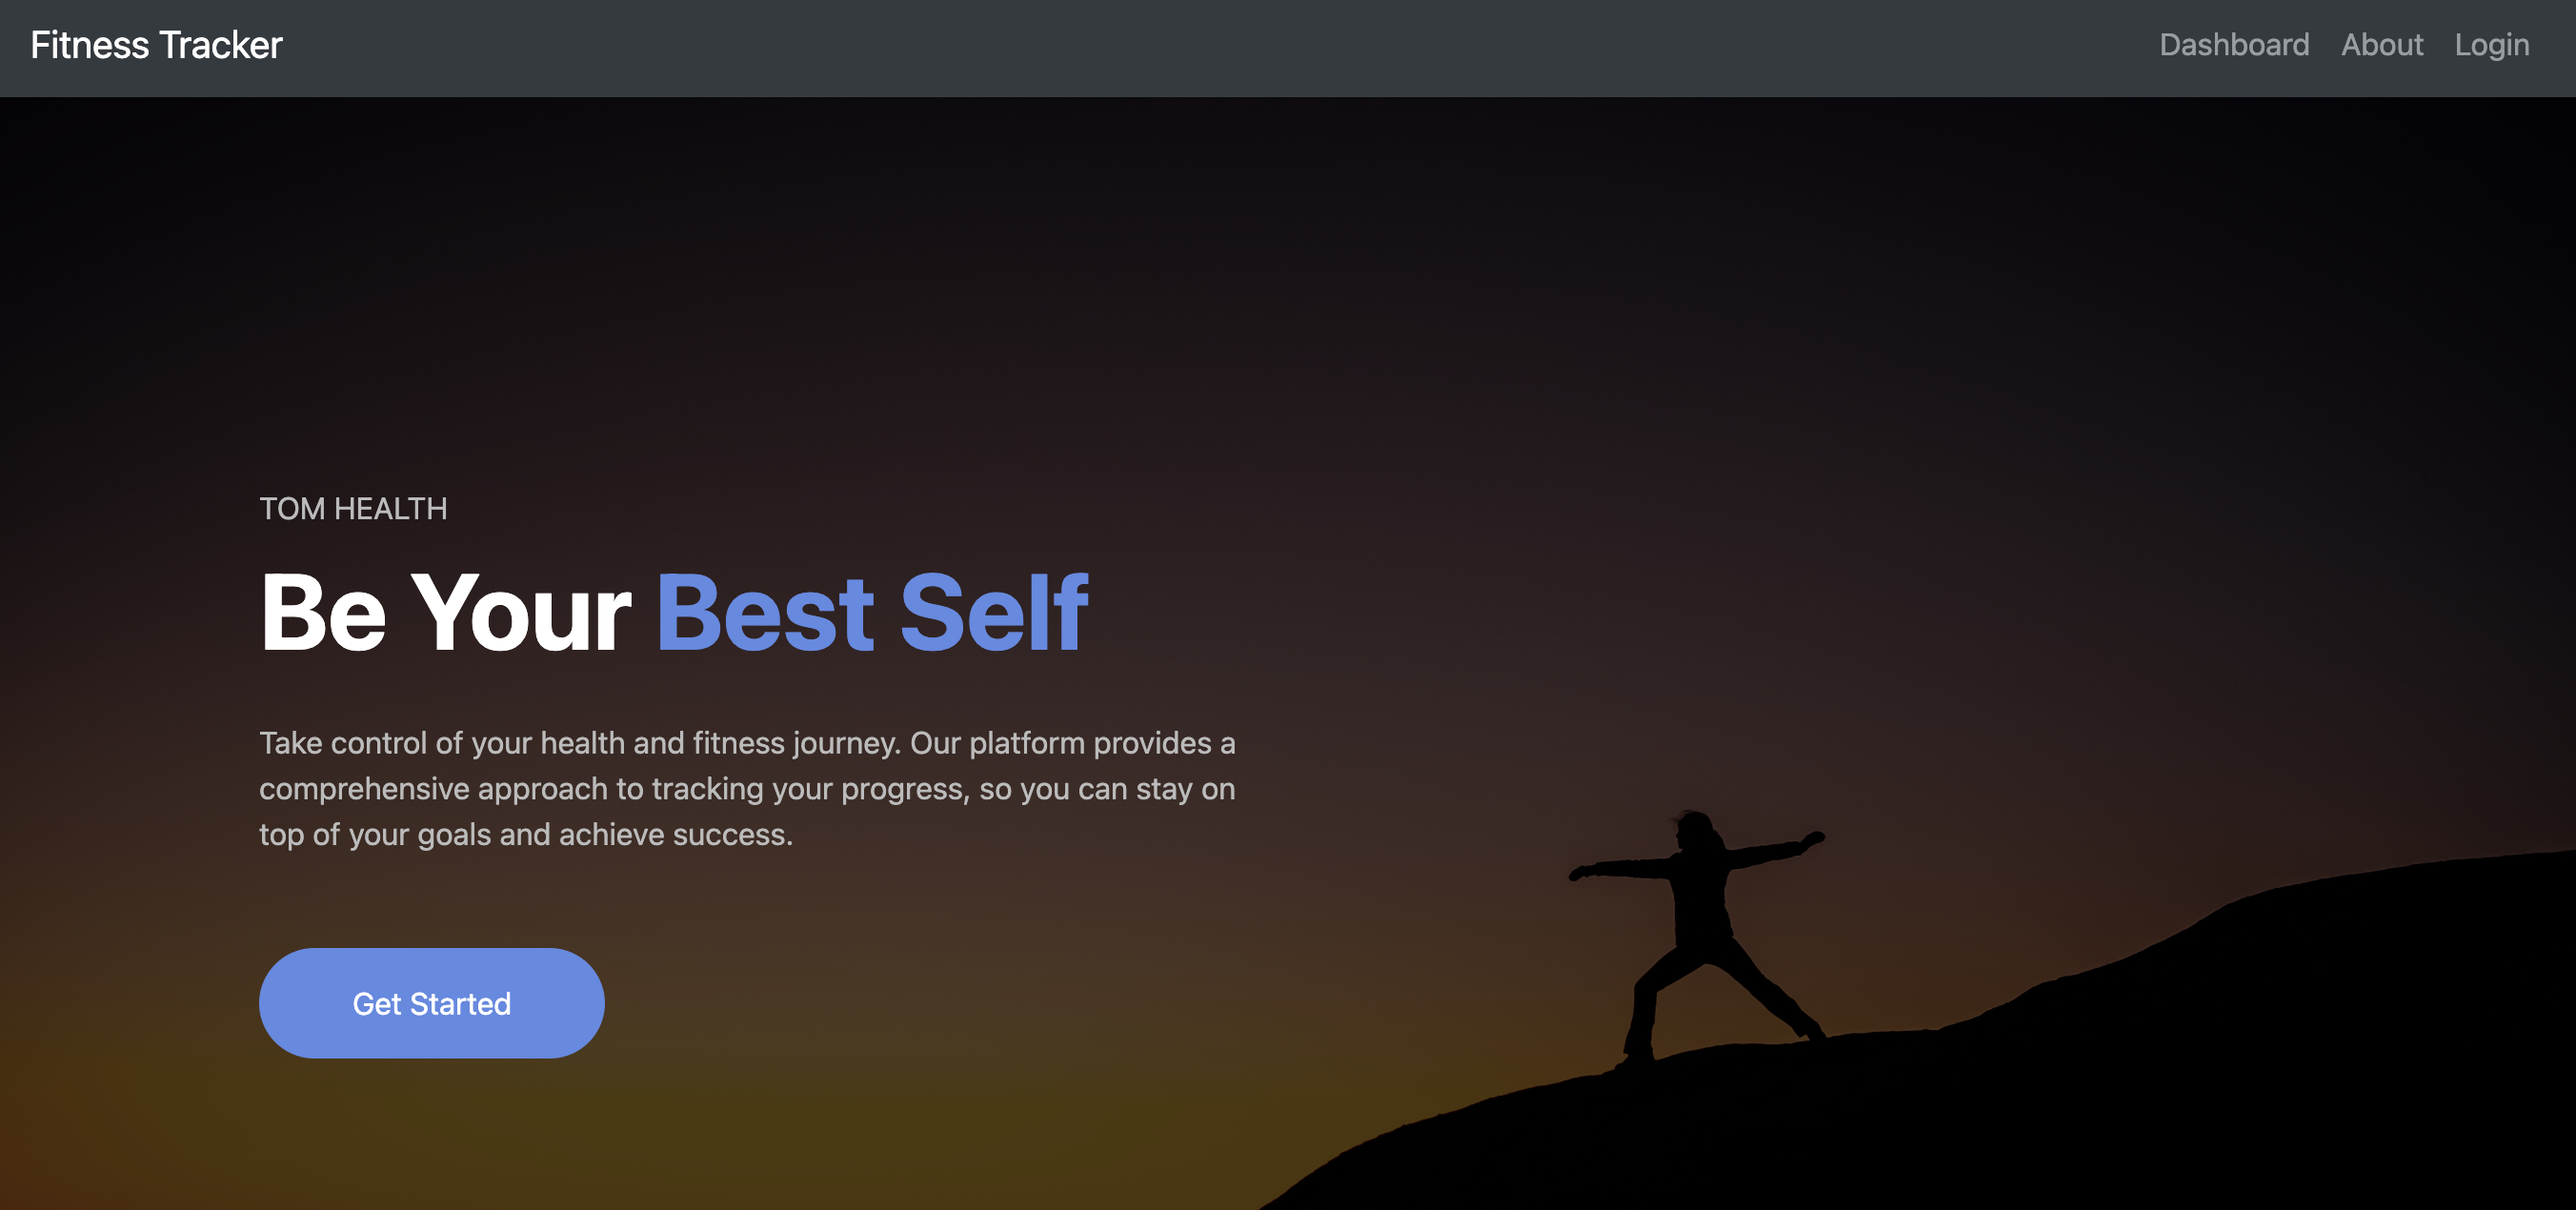 Fitness Tracker
Dashboard About Login
TOM HEALTH
Be Your Best Self
Take control of your health and fitness journey. Our platform provides a
comprehensive approach to tracking your progress, so you can stay on
top of your goals and achieve success.
Get Started